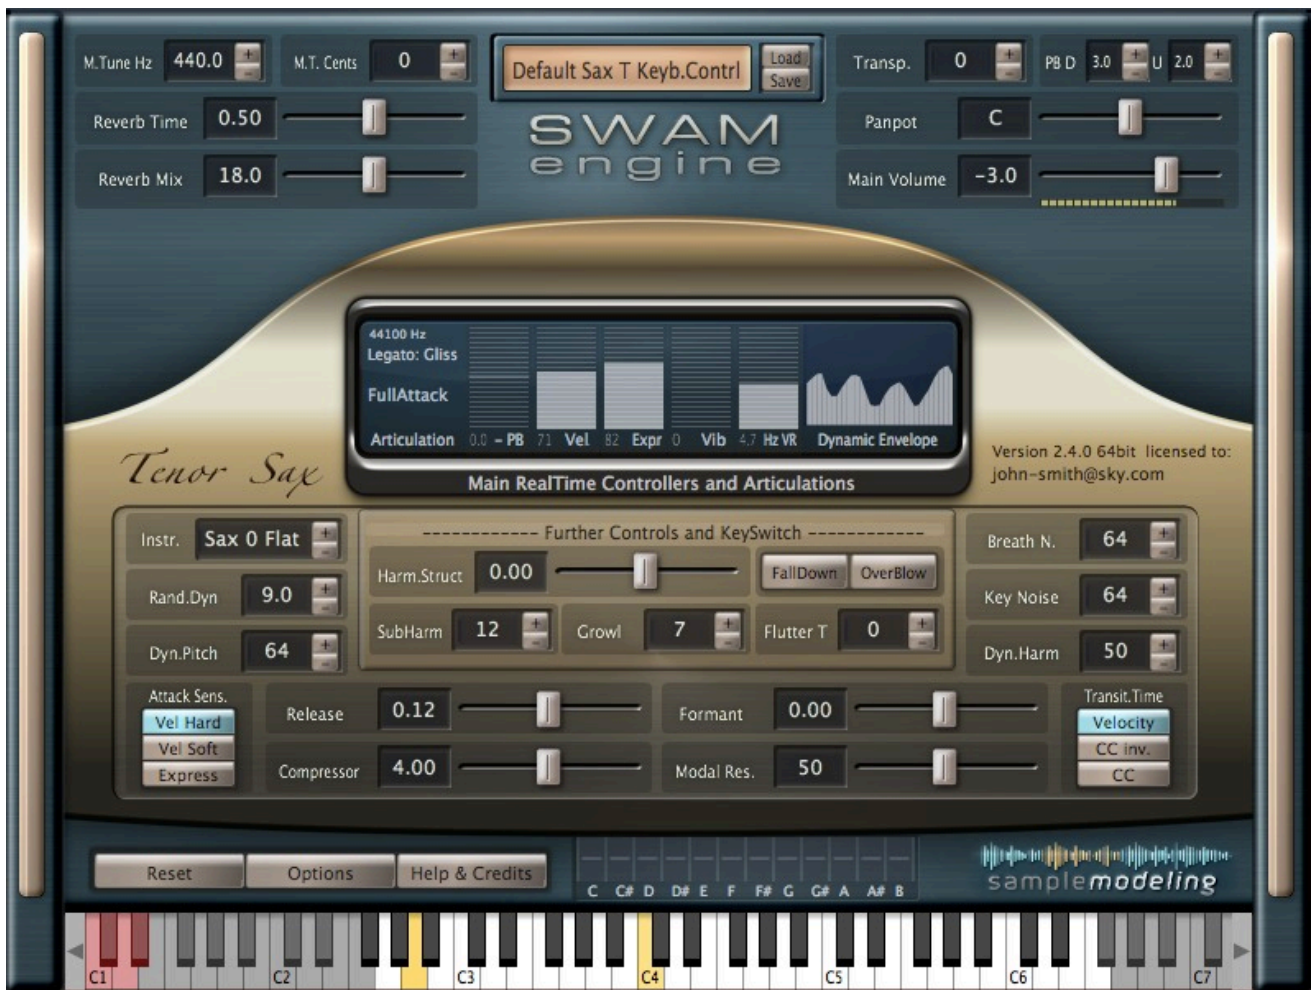 M.Tune Hz 440.0 + - M.T. Cents 0 + -
Default Sax T Keyb.Contrl Load
Save
Transp. 0 + - PB D 3.0 + - U 2.0 + -
Reverb Time 0.50
SWAM
engine
Panpot C
Reverb Mix 18.0
Main Volume -3.0
44100 Hz
Legato: Gliss
FullAttack
Articulation 0.0 - PB 71 Vel 82 Expr 0 Vib 4.7 Hz VR Dynamic Envelope
Main RealTime Controllers and Articulations
Tenor Sax
Version 2.4.0 64bit licensed to:
john-smith@sky.com
Instr. Sax 0 Flat + -
Rand.Dyn 9.0 + -
Dyn.Pitch 64 + -
------------ Further Controls and KeySwitch ------------
Harm.Struct 0.00 FallDown OverBlow
SubHarm 12 + - Growl 7 + - Flutter T 0 + -
Breath N. 64 + -
Key Noise 64 + -
Dyn.Harm 50 + -
Attack Sens.
Vel Hard
Vel Soft
Express
Release 0.12
Formant 0.00
Compressor 4.00
Modal Res. 50
Transit.Time
Velocity
CC inv.
CC
Reset Options Help & Credits
C C# D D# E F F# G G# A A# B
samplemodeling
C1 C2 C3 C4 C5 C6 C7